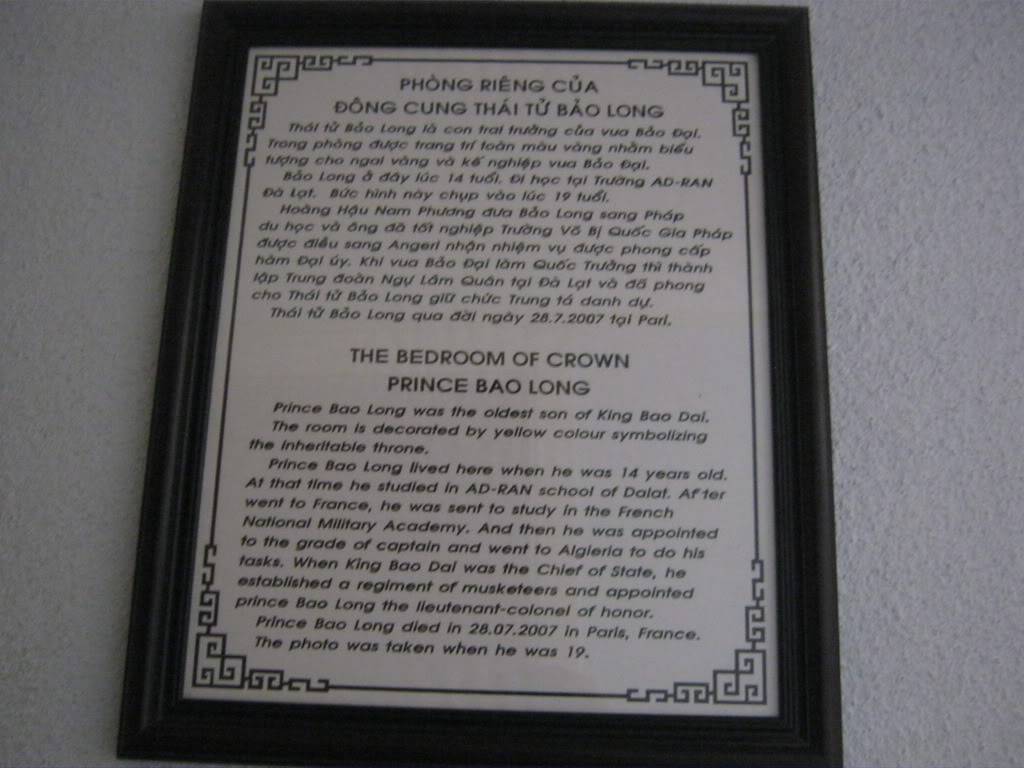 PHÒNG RIÊNG CỦA
ĐÔNG CUNG THÁI TỬ BẢO LONG
Thái tử Bảo Long là con trai trưởng của vua Bảo Đại.
Trong phòng được trang trí toàn màu vàng nhằm biểu
tượng cho ngai vàng và kế nghiệp vua Bảo Đại.
Bảo Long ở đây lúc 14 tuổi. Đi học tại Trường AD-RAN
Đà Lạt. Bức hình này chụp vào lúc 19 tuổi.
Hoàng Hậu Nam Phương đưa Bảo Long sang Pháp
du học và ông đã tốt nghiệp Trường Võ Bị Quốc Gia Pháp
được điều sang Angeri nhận nhiệm vụ được phong cấp
hàm Đại úy. Khi vua Bảo Đại làm Quốc Trưởng thì thành
lập Trung đoàn Ngự Lâm Quân tại Đà Lạt và đã phong
cho Thái tử Bảo Long giữ chức Trung tá danh dự.
Thái tử Bảo Long qua đời ngày 28.7.2007 tại Pari.
THE BEDROOM OF CROWN
PRINCE BAO LONG
Prince Bao Long was the oldest son of King Bao Dai.
The room is decorated by yellow colour symbolizing
the inheritable throne.
Prince Bao Long lived here when he was 14 years old.
At that time he studied in AD-RAN school of Dalat. After
went to France, he was sent to study in the French
National Military Academy. And then he was appointed
to the grade of captain and went to Algieria to do his
tasks. When King Bao Dai was the Chief of State, he
established a regiment of musketeers and appointed
prince Bao Long the lieutenant-colonel of honor.
Prince Bao Long died in 28.07.2007 in Paris, France.
The photo was taken when he was 19.